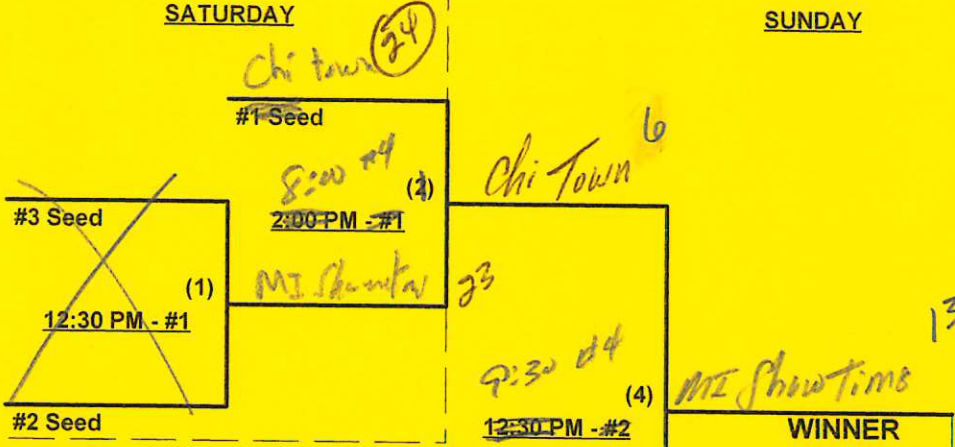 SATURDAY
SUNDAY
Chi town 24
#1 Seed
8:00 #4
2:00 PM - #1
#3 Seed
(1)
12:30 PM - #1
MI 23
#2 Seed
Chi Town 6
9:30 #4
(4)
12:30 PM - #2
MI ShowTime 13
WINNER